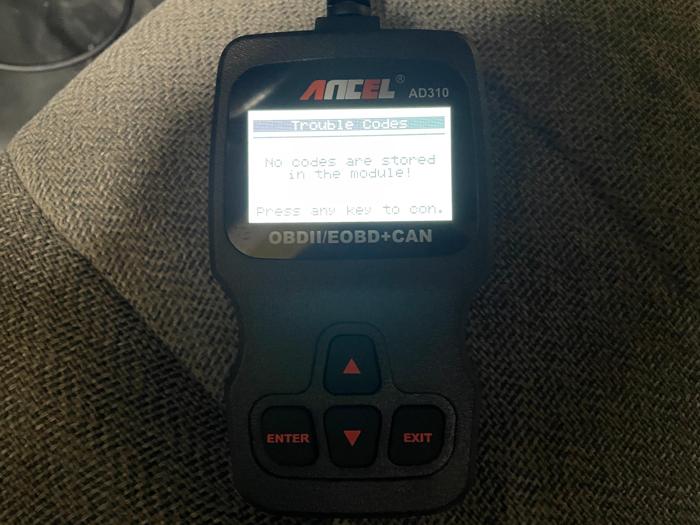 ANCEL®
AD310
Trouble Codes
No codes are stored
in the module!
Press any key to con.
OBDII/EOBD+CAN
ENTER
EXIT